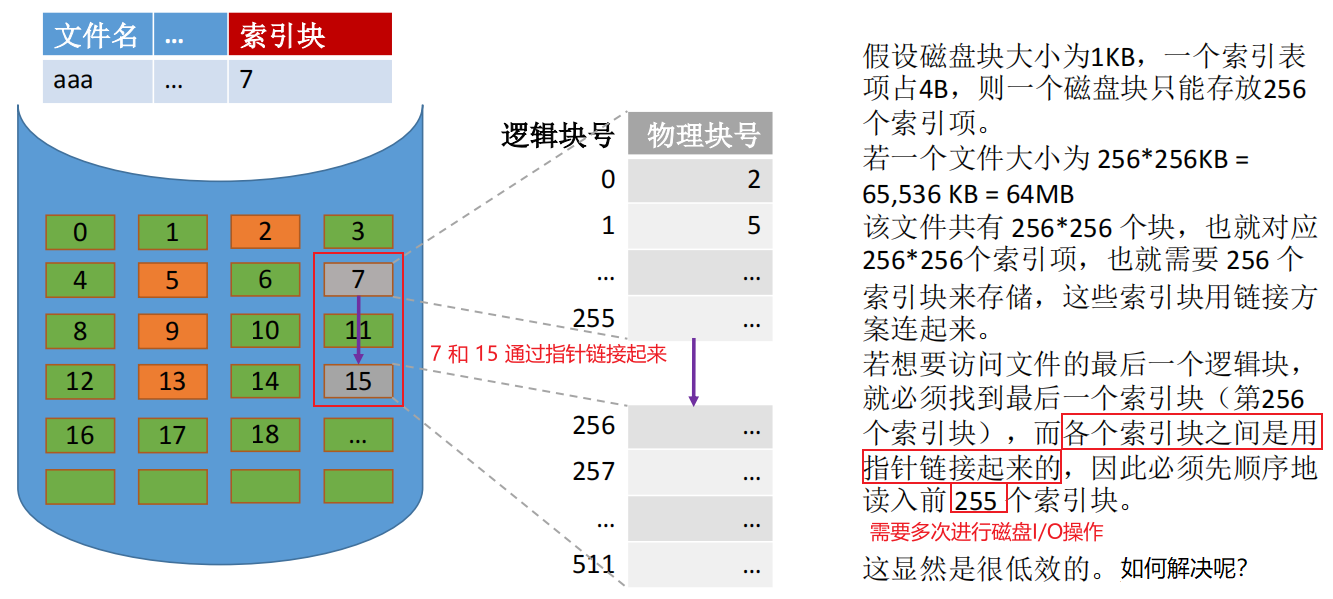 文件名 … 索引块
aaa … 7
0 1 2 3
4 5 6 7
8 9 10 11
12 13 14 15
16 17 18 …
逻辑块号 物理块号
0 2
1 5
… …
255 …
7 和 15 通过指针链接起来
256 …
257 …
… …
511 …
假设磁盘块大小为1KB，一个索引表
项占4B，则一个磁盘块只能存放256
个索引项。
若一个文件大小为 256*256KB =
65,536 KB = 64MB
该文件共有 256*256 个块，也就对应
256*256个索引项，也就需要 256 个
索引块来存储，这些索引块用链接方
案连起来。
若想要访问文件的最后一个逻辑块，
就必须找到最后一个索引块（第256
个索引块），而各个索引块之间是用
指针链接起来的，因此必须先顺序地
读入前 255 个索引块。
需要多次进行磁盘I/O操作
这显然是很低效的。如何解决呢？